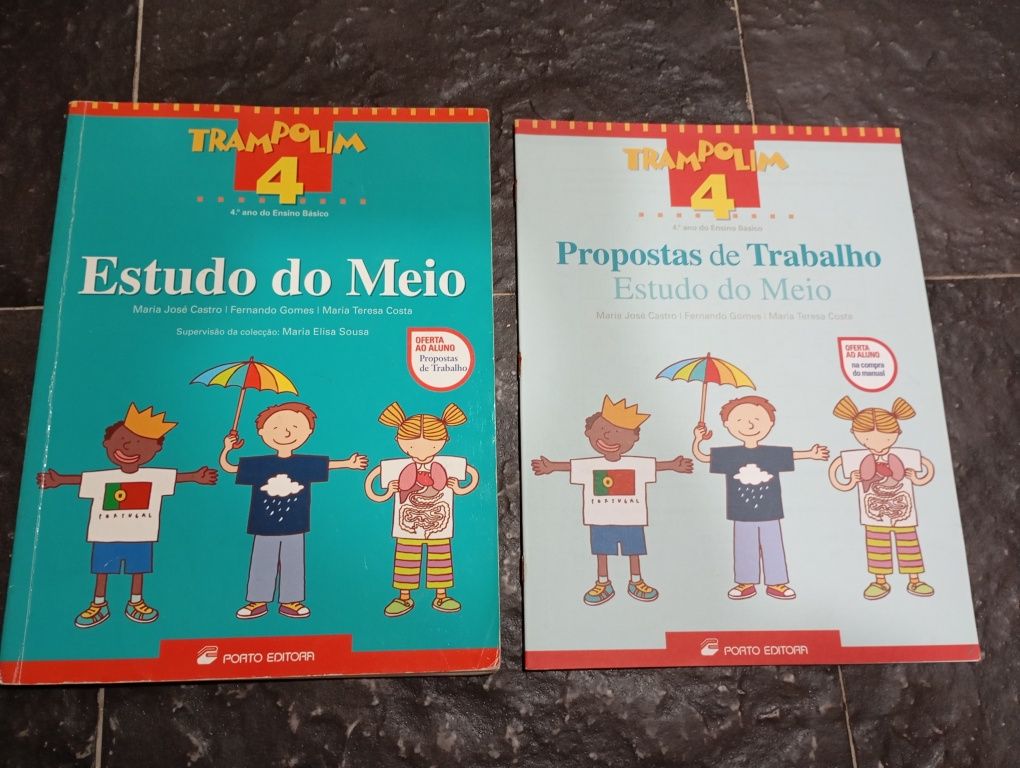 TRAMPOLIM
4
4.º ano do Ensino Básico
Estudo do Meio
Maria José Castro | Fernando Gomes | Maria Teresa Costa
Supervisão da colecção: Maria Elisa Sousa
OFERTA
AO ALUNO
Propostas
de Trabalho
PORTUGAL
PORTO EDITORA
TRAMPOLIM
4
4.º ano do Ensino Básico
Propostas de Trabalho
Estudo do Meio
Maria José Castro | Fernando Gomes | Maria Teresa Costa
OFERTA
AO ALUNO
na compra
do manual
PORTUGAL
PORTO EDITORA